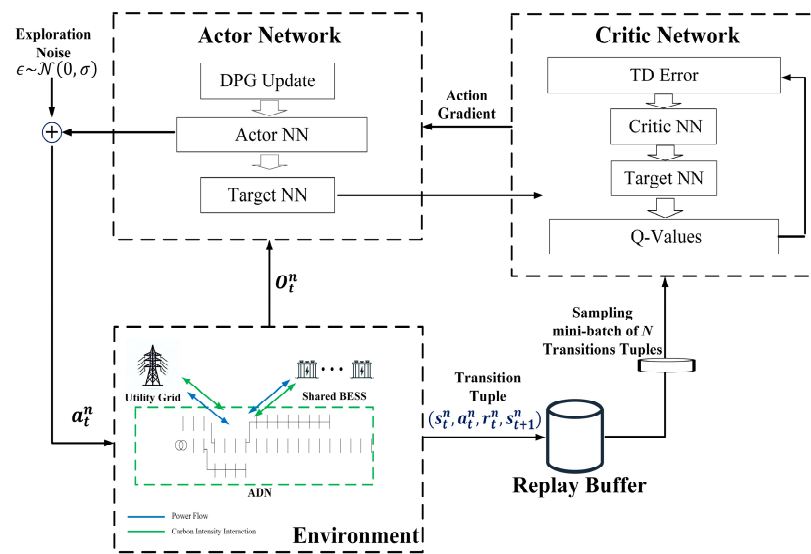 Exploration
Noise
ϵ~𝒩(0, σ)
+
Actor Network
DPG Update
Actor NN
Target NN
Action
Gradient
Critic Network
TD Error
Critic NN
Target NN
Q-Values
O_t^n
Sampling
mini-batch of N
Transitions Tuples
a_t^n
Utility Grid
Shared BESS
ADN
Power Flow
Carbon Intensity Interaction
Environment
Transition
Tuple
(s_t^n, a_t^n, r_t^n, s_{t+1}^n)
Replay Buffer